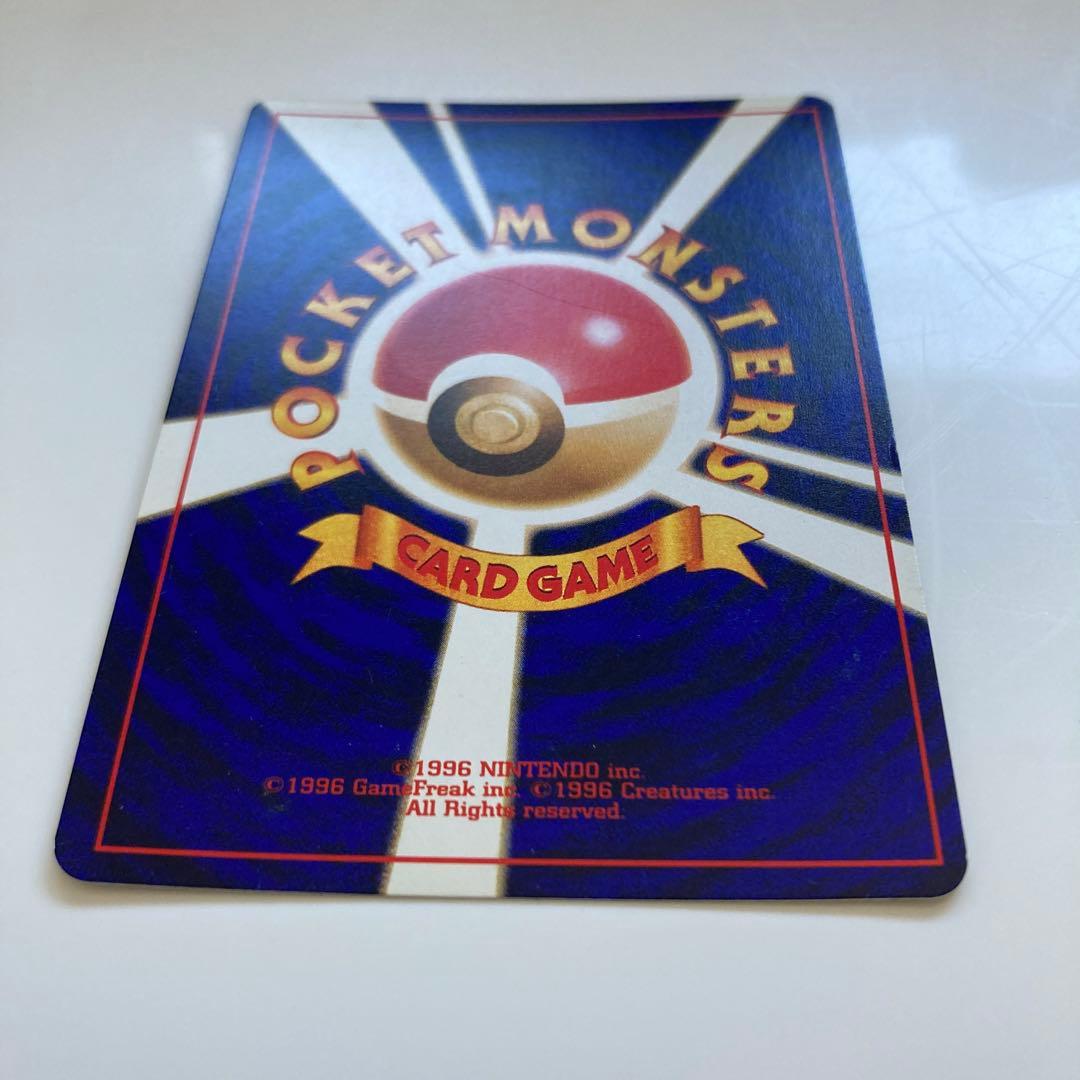 POCKET MONSTERS
CARD GAME
©1996 NINTENDO inc.
©1996 GameFreak inc. ©1996 Creatures inc.
All Rights reserved.